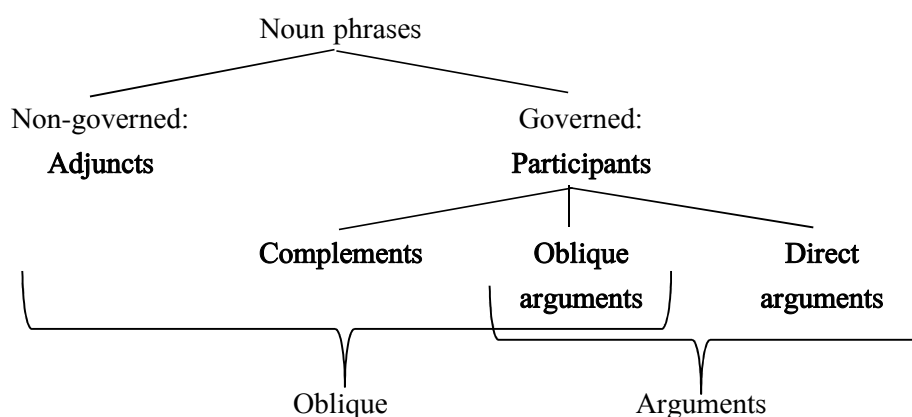 Noun phrases
Non-governed: Governed:
Adjuncts Participants
Complements Oblique Direct
arguments arguments
Oblique Arguments